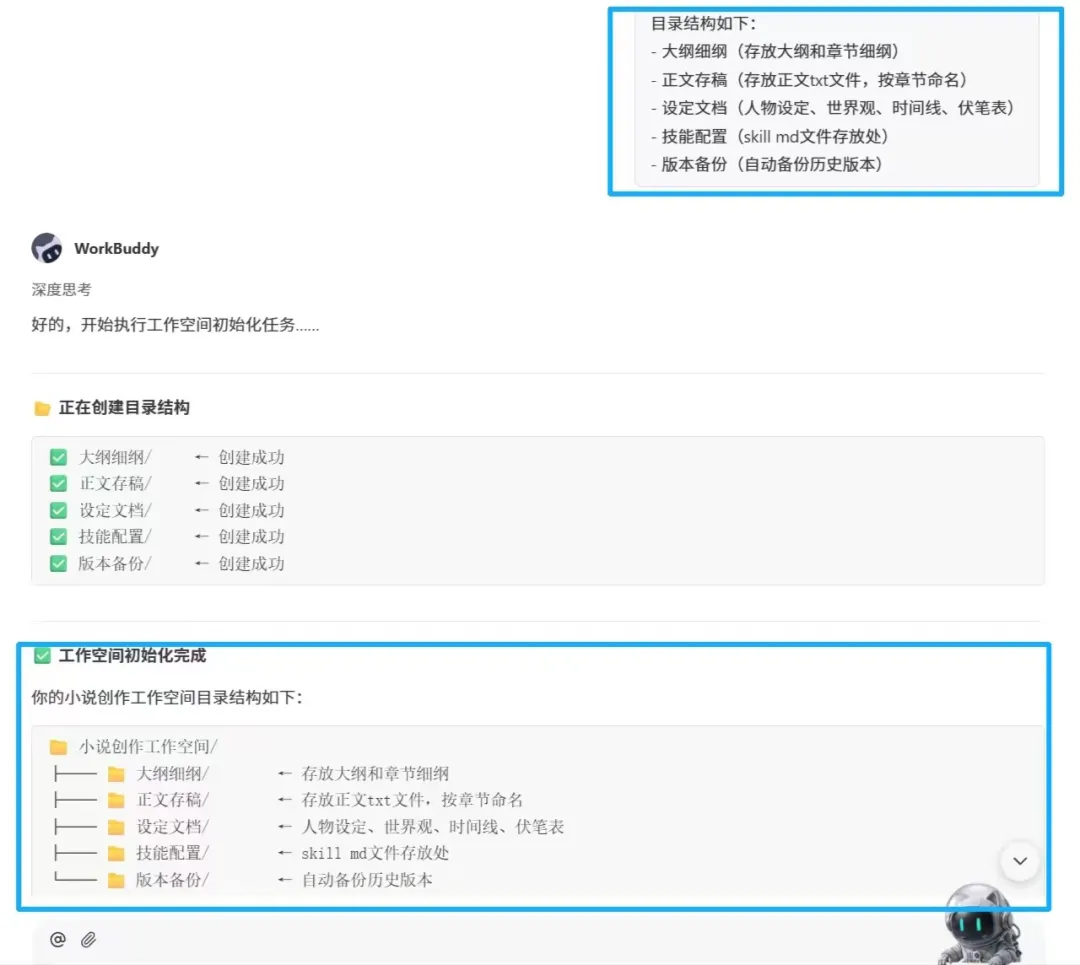 目录结构如下：
- 大纲细纲（存放大纲和章节细纲）
- 正文存稿（存放正文txt文件，按章节命名）
- 设定文档（人物设定、世界观、时间线、伏笔表）
- 技能配置（skill md文件存放处）
- 版本备份（自动备份历史版本）
WorkBuddy
深度思考
好的，开始执行工作空间初始化任务......
正在创建目录结构
大纲细纲/ ← 创建成功
正文存稿/ ← 创建成功
设定文档/ ← 创建成功
技能配置/ ← 创建成功
版本备份/ ← 创建成功
工作空间初始化完成
你的小说创作工作空间目录结构如下：
小说创作工作空间/
├── 大纲细纲/ ← 存放大纲和章节细纲
├── 正文存稿/ ← 存放正文txt文件，按章节命名
├── 设定文档/ ← 人物设定、世界观、时间线、伏笔表
├── 技能配置/ ← skill md文件存放处
└── 版本备份/ ← 自动备份历史版本
@